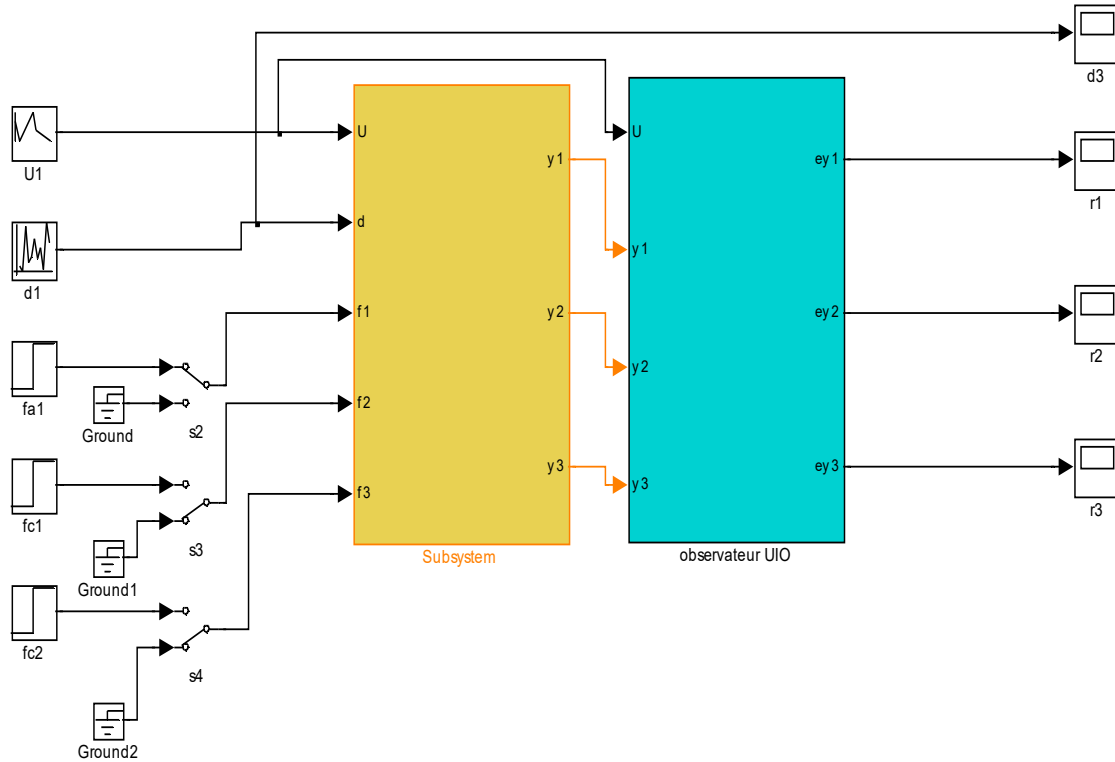 d3
U1
U
y1
U
ey1
r1
d1
d
y1
f1
y2
ey2
r2
fa1
y2
Ground
s2
f2
fc1
y3
ey3
r3
y3
s3
f3
Ground1
Subsystem
observateur UIO
fc2
s4
Ground2